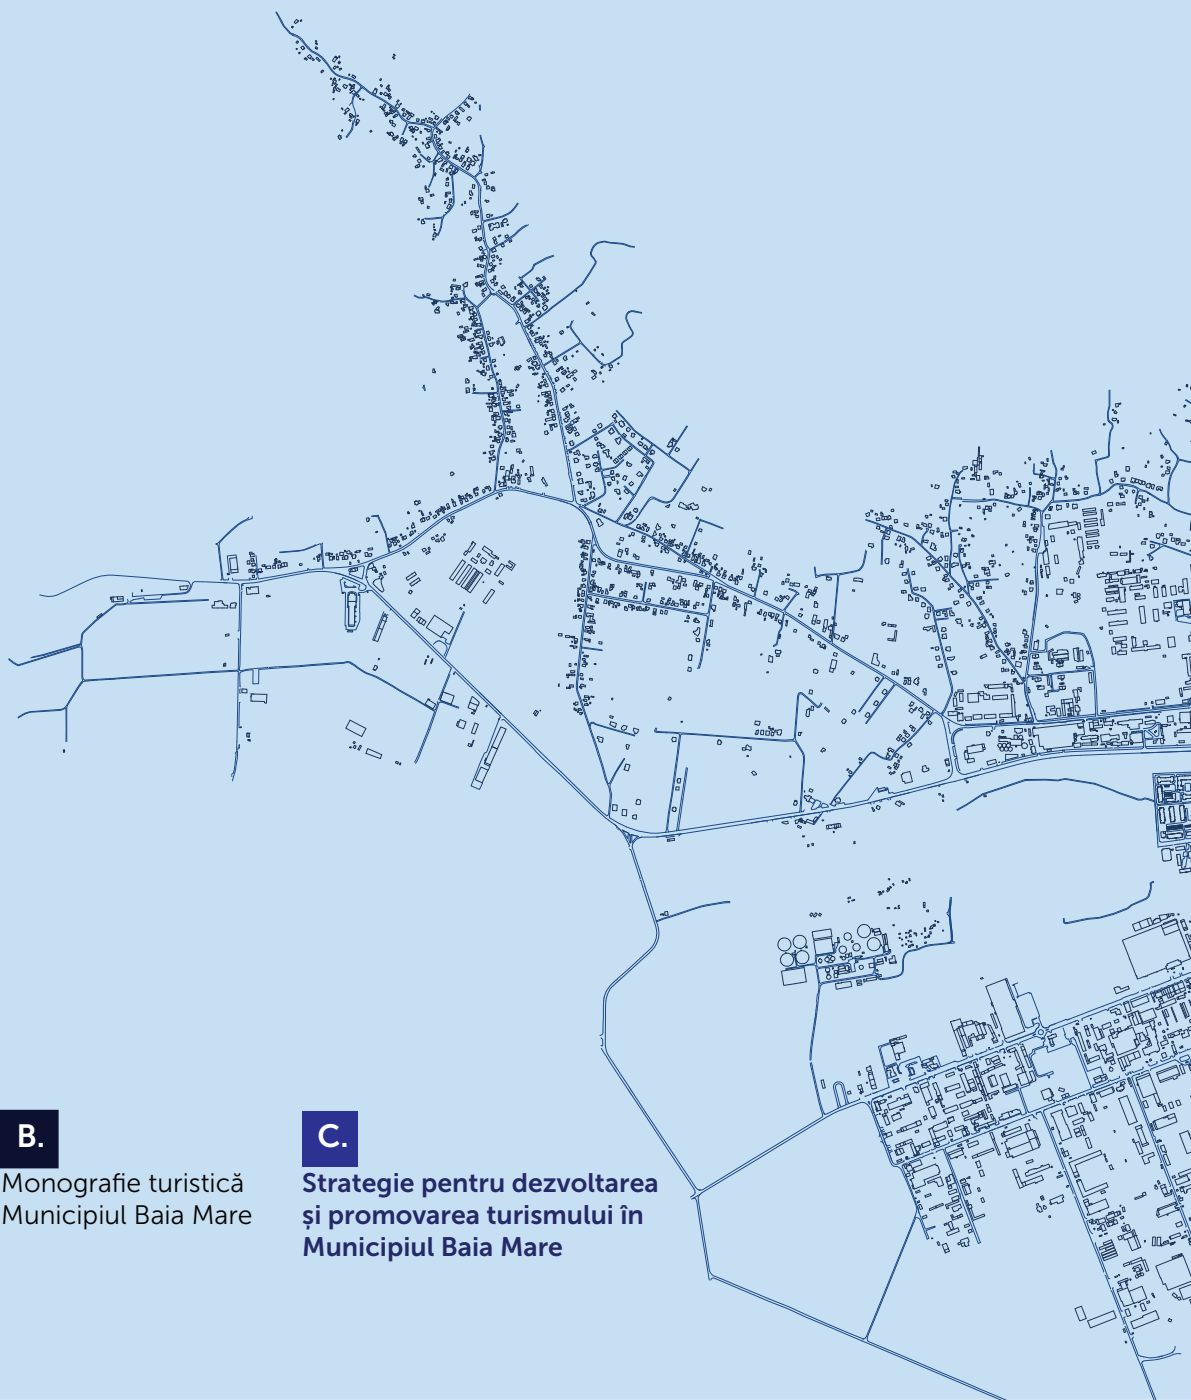 B.
Monografie turistică
Municipiul Baia Mare
C.
Strategie pentru dezvoltarea
și promovarea turismului în
Municipiul Baia Mare